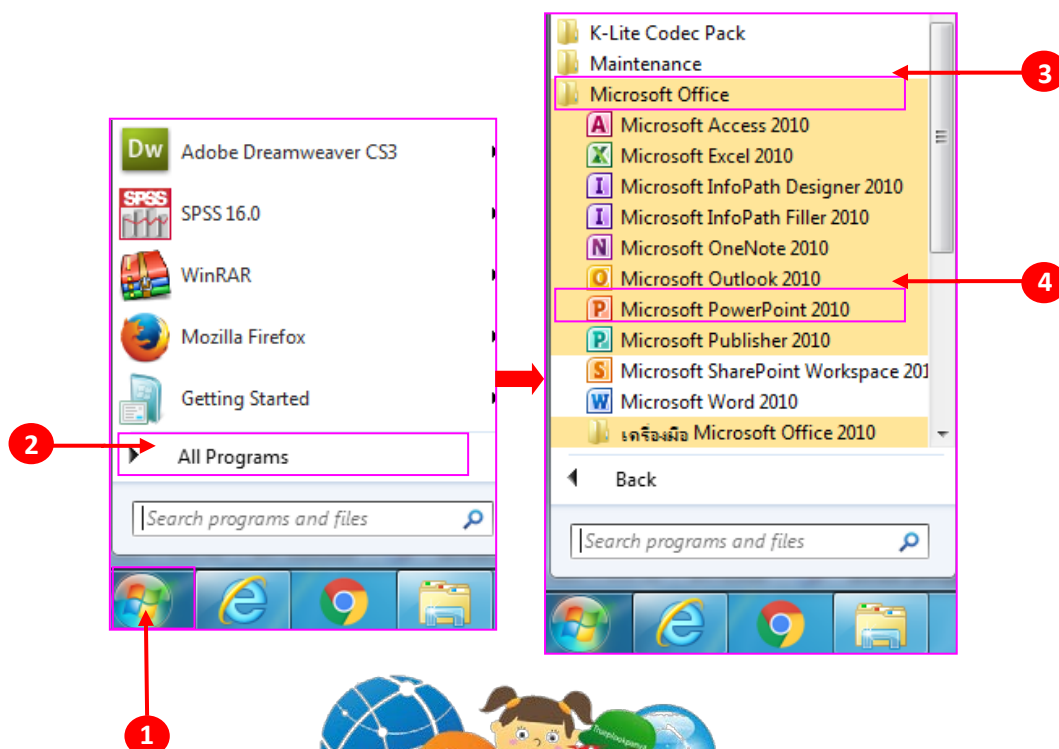 Dw Adobe Dreamweaver CS3
SPSS SPSS 16.0
WinRAR
Mozilla Firefox
Getting Started
2
All Programs
Search programs and files
1
K-Lite Codec Pack
Maintenance
3
Microsoft Office
A Microsoft Access 2010
X Microsoft Excel 2010
I Microsoft InfoPath Designer 2010
I Microsoft InfoPath Filler 2010
N Microsoft OneNote 2010
O Microsoft Outlook 2010
4
P Microsoft PowerPoint 2010
P Microsoft Publisher 2010
S Microsoft SharePoint Workspace 201
W Microsoft Word 2010
เครื่องมือ Microsoft Office 2010
Back
Search programs and files